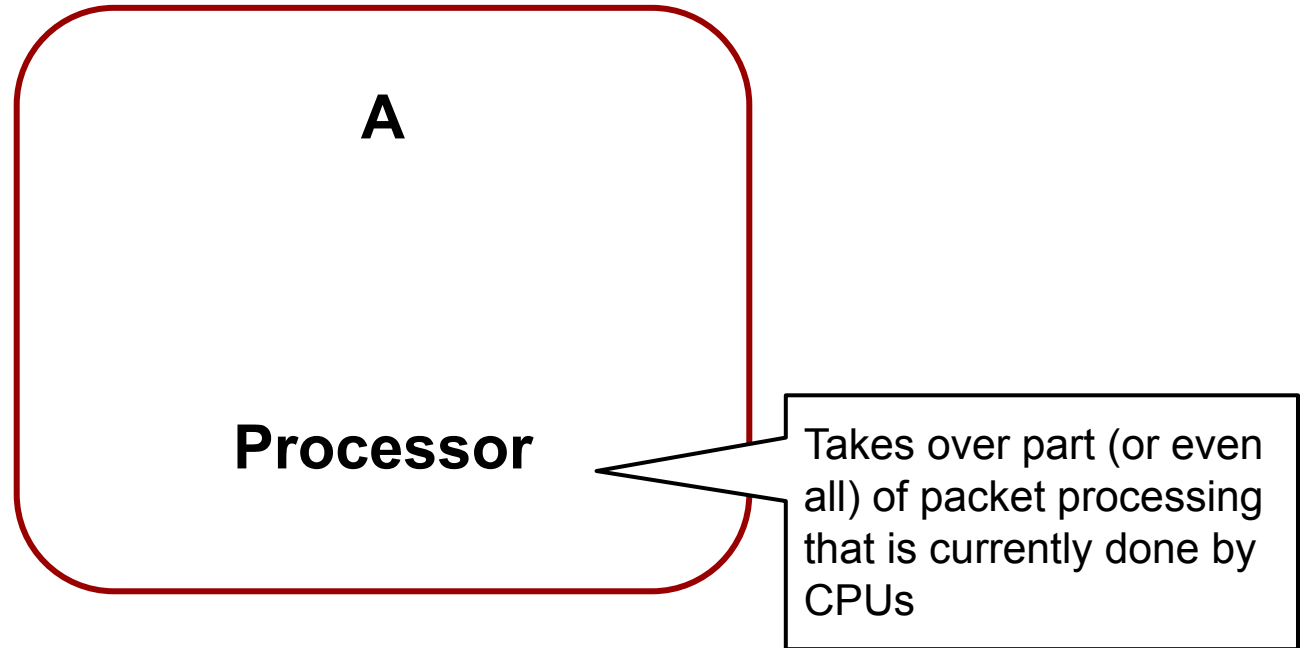 A
Processor
Takes over part (or even
all) of packet processing
that is currently done by
CPUs